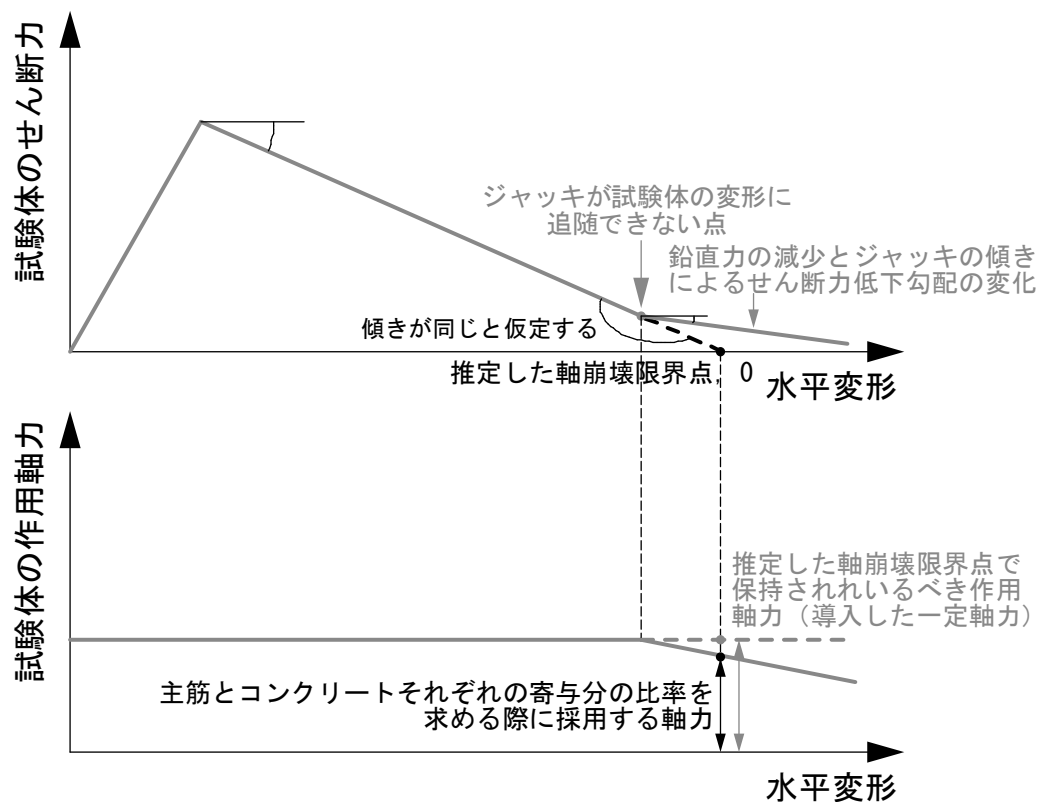 試験体のせん断力
ジャッキが試験体の変形に
追随できない点
鉛直力の減少とジャッキの傾き
によるせん断力低下勾配の変化
傾きが同じと仮定する
推定した軸崩壊限界点, 0
水平変形
試験体の作用軸力
推定した軸崩壊限界点で
保持されれいるべき作用
軸力（導入した一定軸力）
主筋とコンクリートそれぞれの寄与分の比率を
求める際に採用する軸力
水平変形